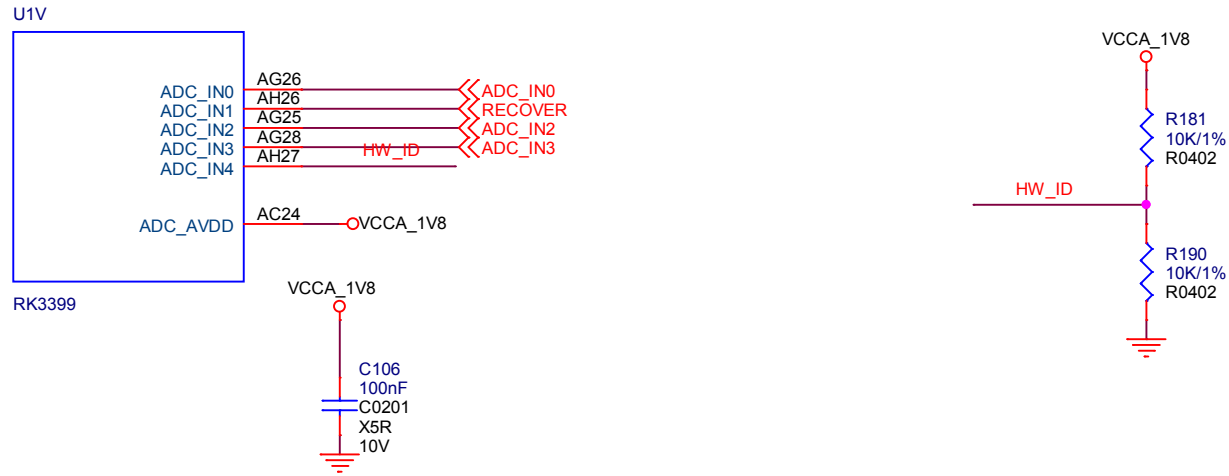 U1V
ADC_IN0 AG26 ADC_IN0
ADC_IN1 AH26 RECOVER
ADC_IN2 AG25 ADC_IN2
ADC_IN3 AG28 ADC_IN3
ADC_IN4 AH27 HW_ID
ADC_AVDD AC24 VCCA_1V8
RK3399
VCCA_1V8
C106
100nF
C0201
X5R
10V
VCCA_1V8
R181
10K/1%
R0402
HW_ID
R190
10K/1%
R0402